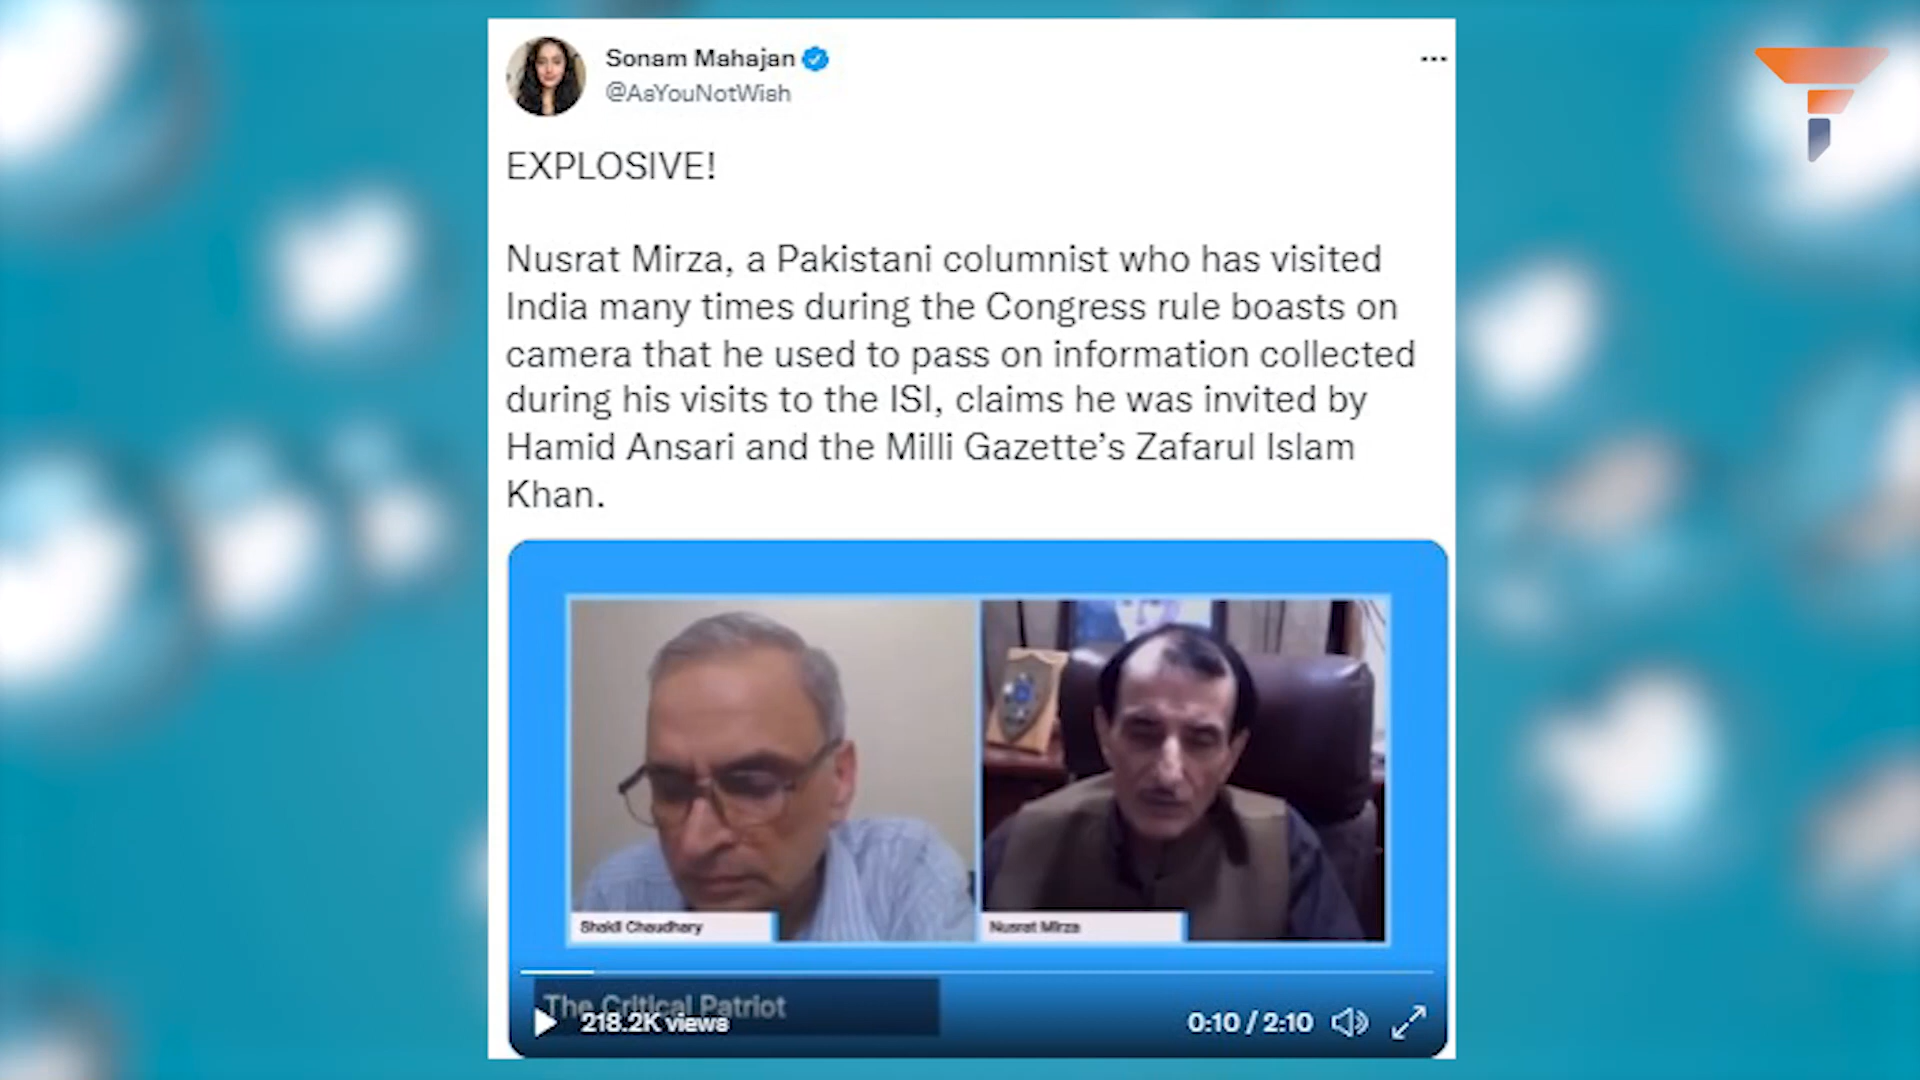 Sonam Mahajan
@AsYouNotWish
EXPLOSIVE!
Nusrat Mirza, a Pakistani columnist who has visited
India many times during the Congress rule boasts on
camera that he used to pass on information collected
during his visits to the ISI, claims he was invited by
Hamid Ansari and the Milli Gazette’s Zafarul Islam
Khan.
Shakil Chaudhary
Nusrat Mirza
The Critical Patriot
218.2K views
0:10 / 2:10